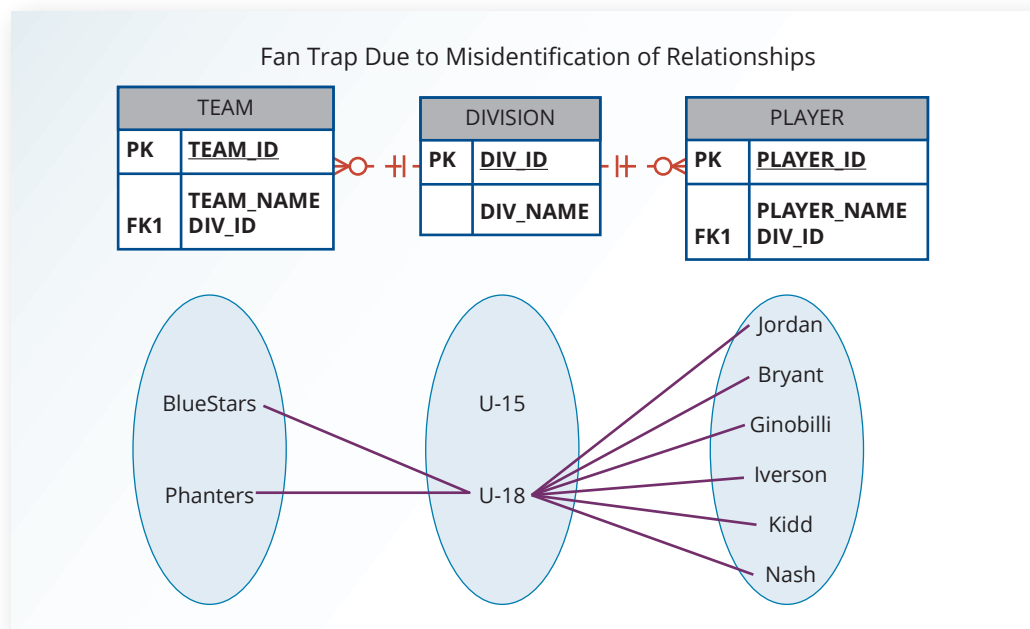 Fan Trap Due to Misidentification of Relationships
TEAM
PK TEAM_ID
TEAM_NAME
FK1 DIV_ID
DIVISION
PK DIV_ID
DIV_NAME
PLAYER
PK PLAYER_ID
PLAYER_NAME
FK1 DIV_ID
BlueStars
Phanters
U-15
U-18
Jordan
Bryant
Ginobilli
Iverson
Kidd
Nash